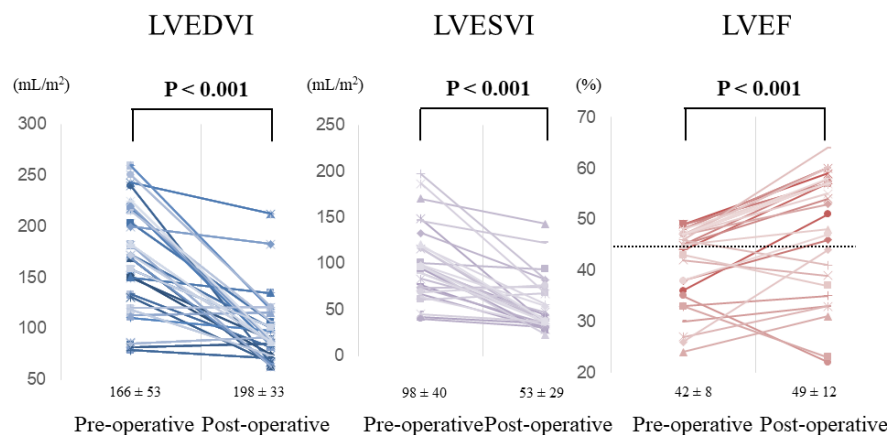 LVEDVI
LVESVI
LVEF
(mL/m²)
P < 0.001
(mL/m²)
P < 0.001
(%)
P < 0.001
300
250
200
150
100
50
250
200
150
100
50
0
70
60
50
40
30
20
166 ± 53
198 ± 33
98 ± 40
53 ± 29
42 ± 8
49 ± 12
Pre-operative
Post-operative
Pre-operative
Post-operative
Pre-operative
Post-operative